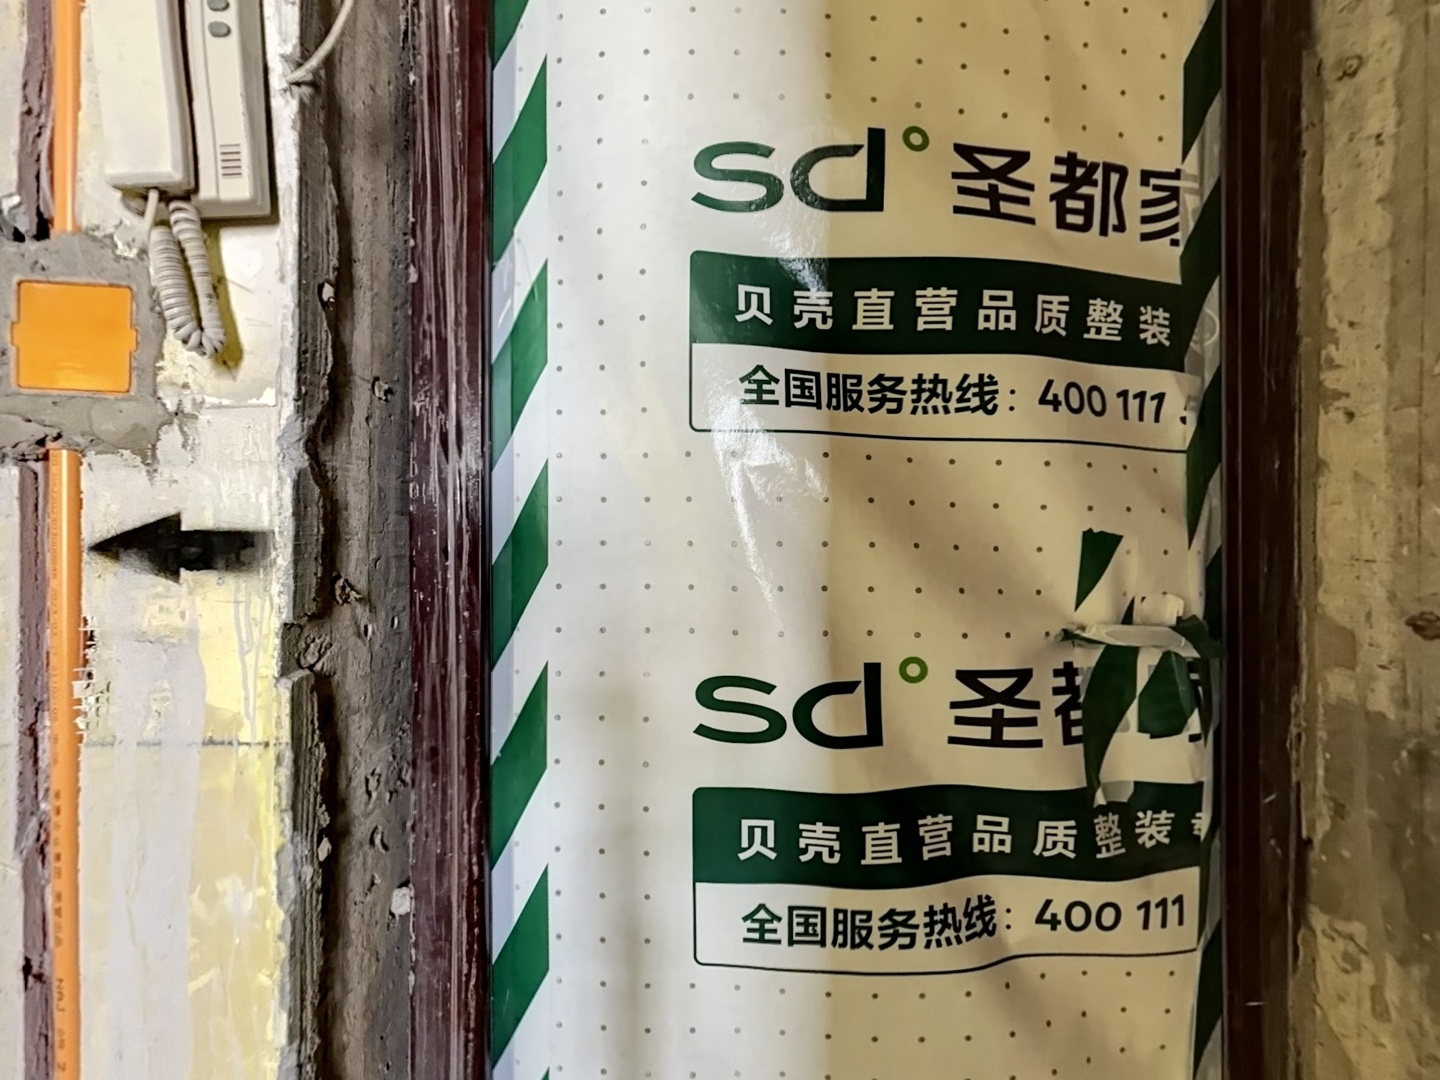 sd 圣都家
贝壳直营品质整装
全国服务热线：400 111
sd 圣都
贝壳直营品质整装
全国服务热线：400 111